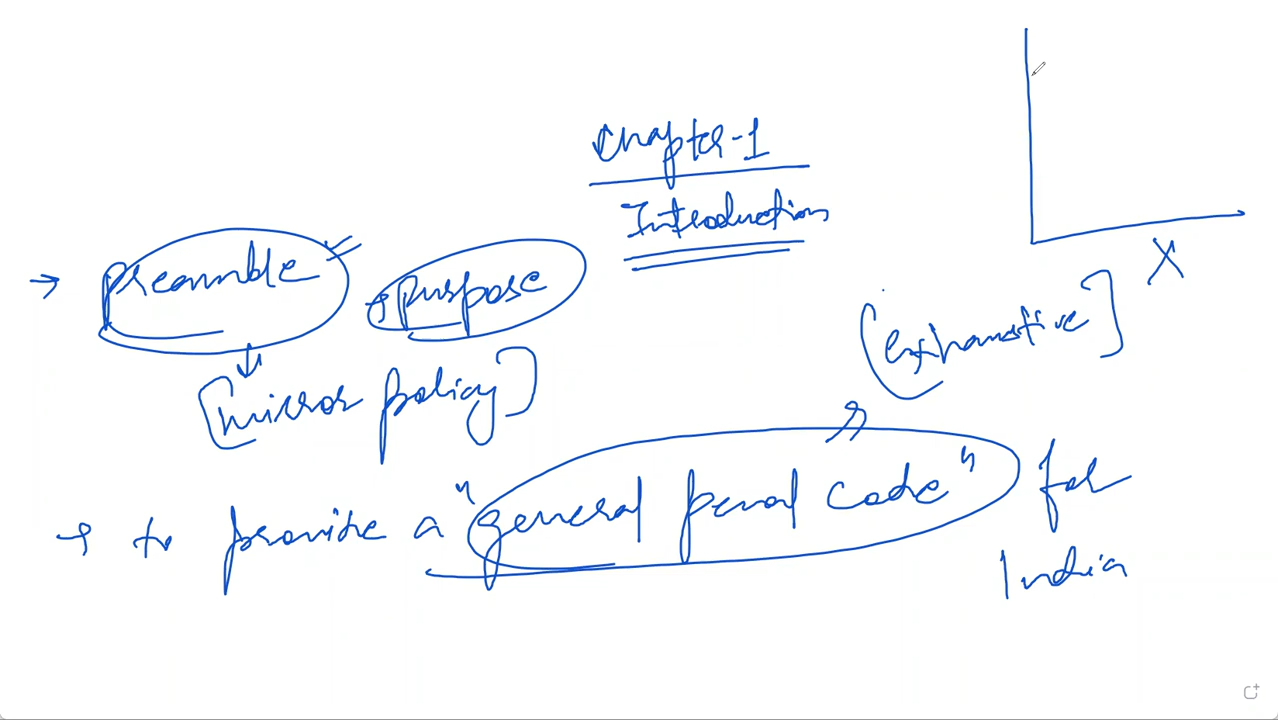 Chapter-1
Introduction
→ preamble → purpose
[mirror policy]
[exhaustive]
X
→ to provide a "general penal code" for
India